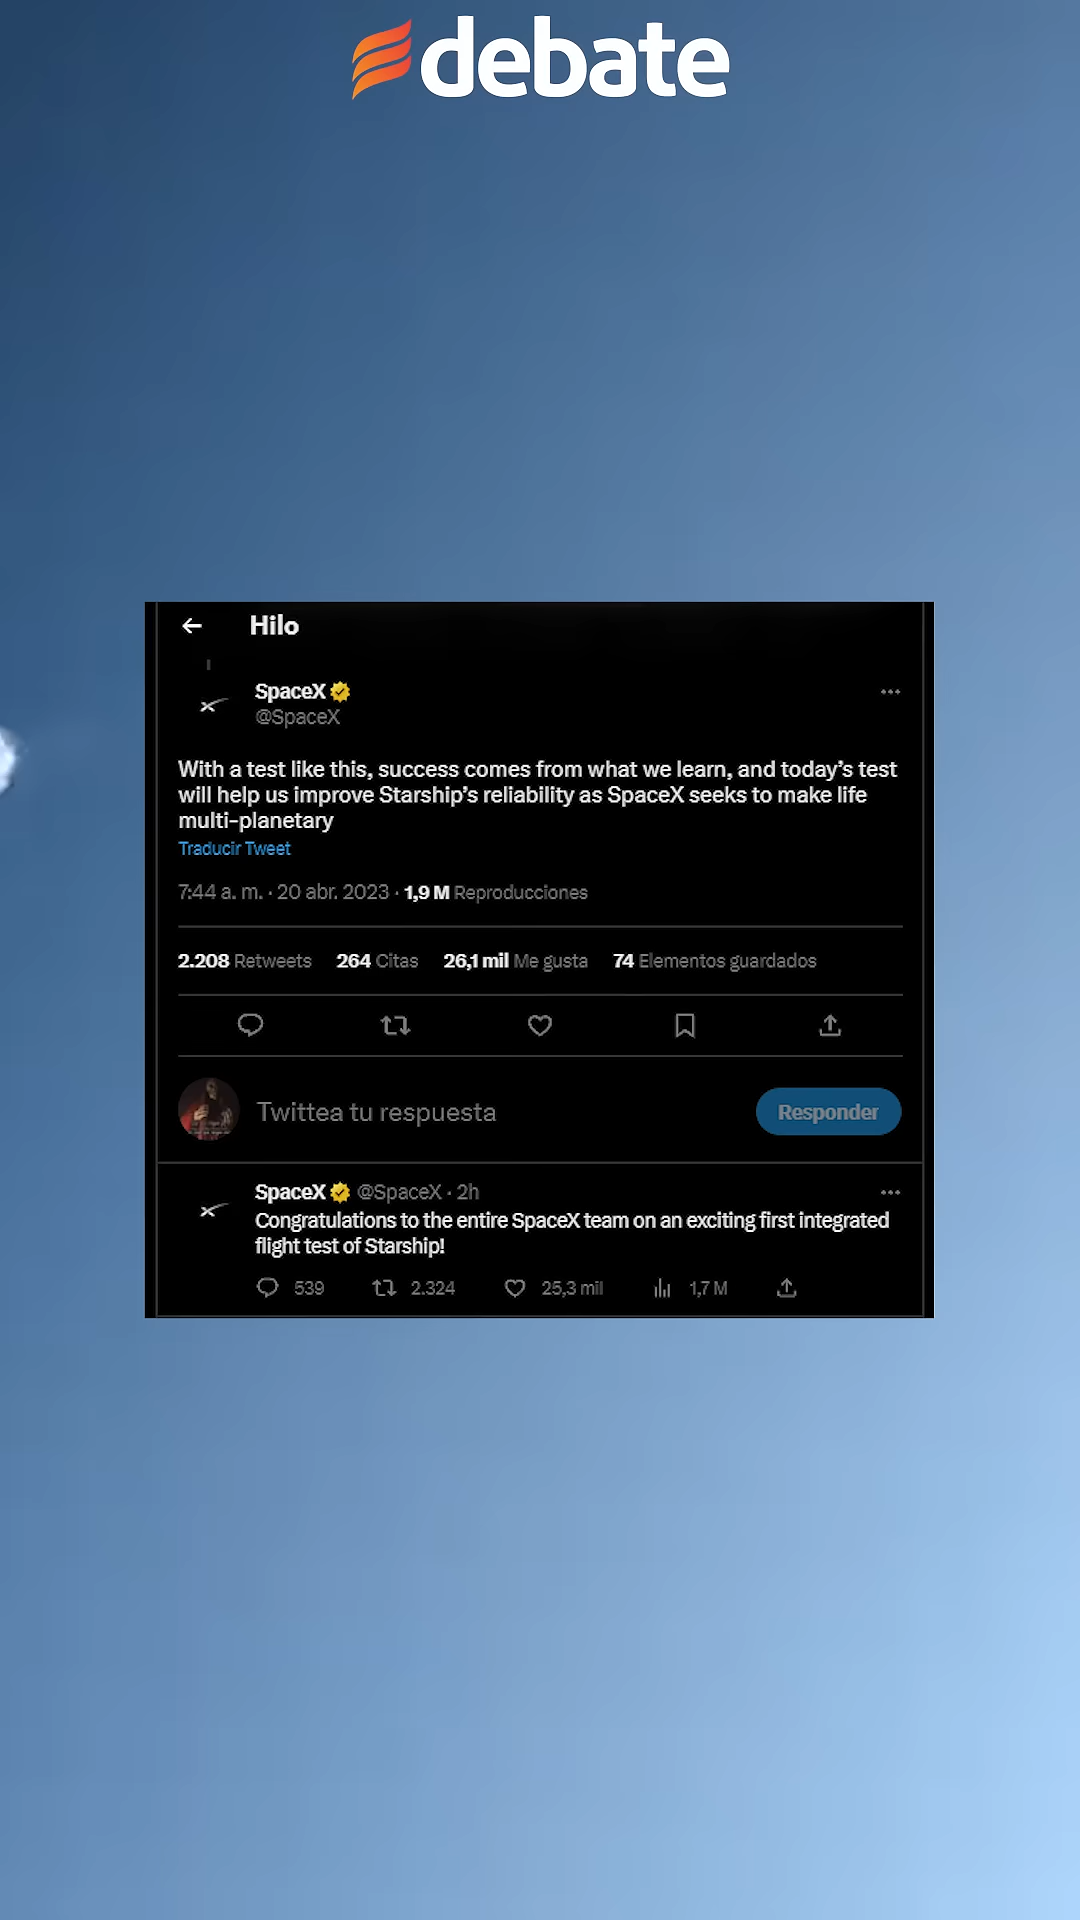 debate
Hilo
SpaceX
@SpaceX
With a test like this, success comes from what we learn, and today's test
will help us improve Starship's reliability as SpaceX seeks to make life
multi-planetary
Traducir Tweet
7:44 a. m. · 20 abr. 2023 · 1,9 M Reproducciones
2.208 Retweets 264 Citas 26,1 mil Me gusta 74 Elementos guardados
Twittea tu respuesta
Responder
SpaceX @SpaceX · 2h
Congratulations to the entire SpaceX team on an exciting first integrated
flight test of Starship!
539 2.324 25,3 mil 1,7 M